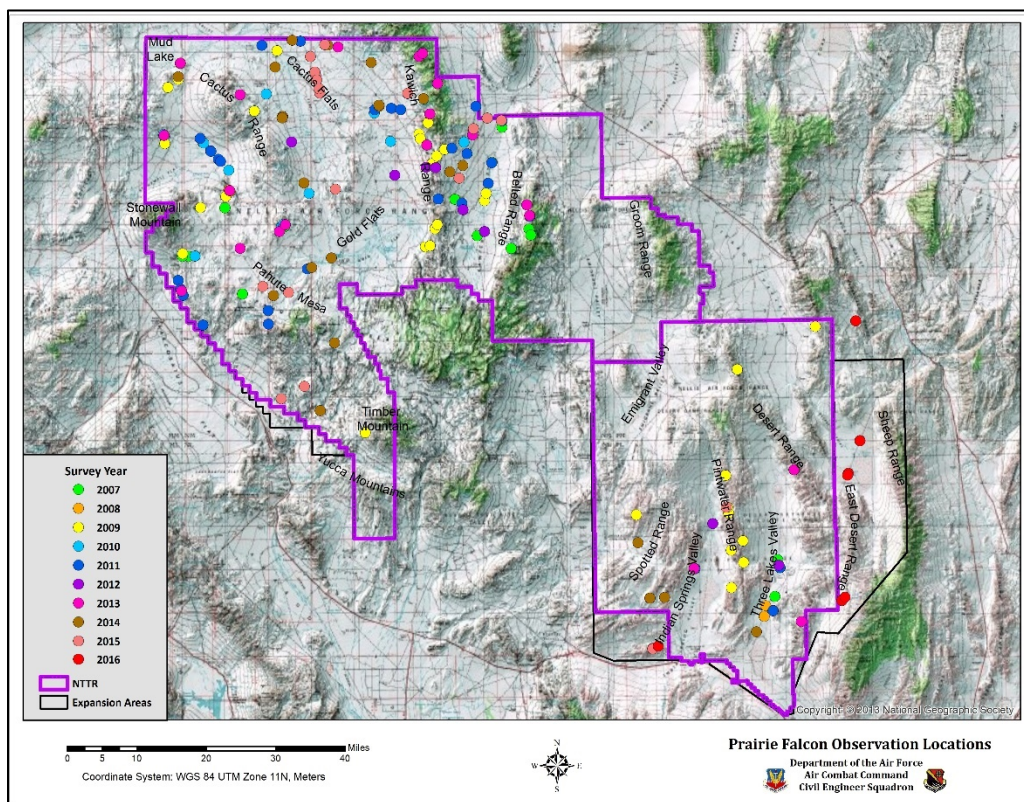 Mud
Lake
Cactus
Range
Cactus Flats
Kawich
Range
Belted Range
Groom Range
Stonewall
Mountain
NELLIS AIR FORCE RANGE
Gold Flats
Pahute
Mesa
Timber
Mountain
Yucca Mountains
Emigrant Valley
Desert Range
Sheep Range
Pintwater Range
East Desert Range
Spotted Range
Three Lakes Valley
Indian Springs Valley
Survey Year
2007
2008
2009
2010
2011
2012
2013
2014
2015
2016
NTTR
Expansion Areas
Copyright: © 2013 National Geographic Society
Miles
0 5 10 20 30 40
Coordinate System: WGS 84 UTM Zone 11N, Meters
N
W E
S
Prairie Falcon Observation Locations
Department of the Air Force
Air Combat Command
Civil Engineer Squadron